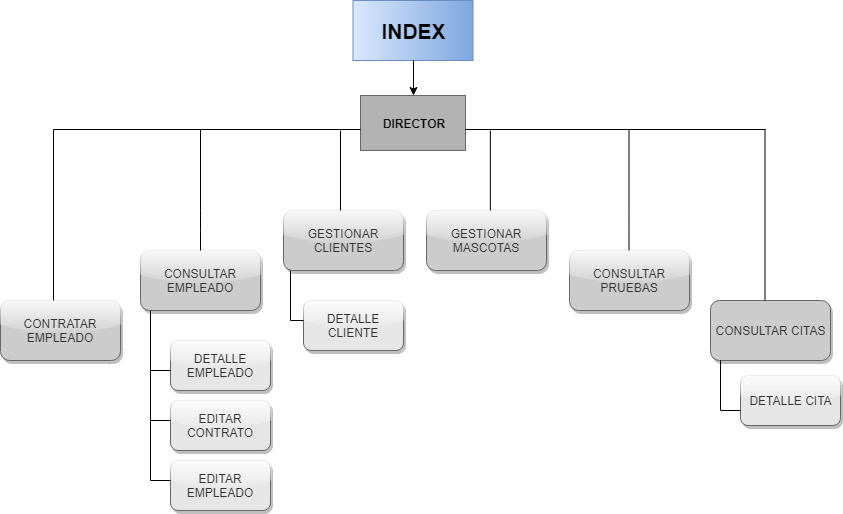 INDEX
DIRECTOR
GESTIONAR
CLIENTES
GESTIONAR
MASCOTAS
CONSULTAR
EMPLEADO
CONSULTAR
PRUEBAS
CONTRATAR
EMPLEADO
DETALLE
CLIENTE
CONSULTAR CITAS
DETALLE
EMPLEADO
DETALLE CITA
EDITAR
CONTRATO
EDITAR
EMPLEADO